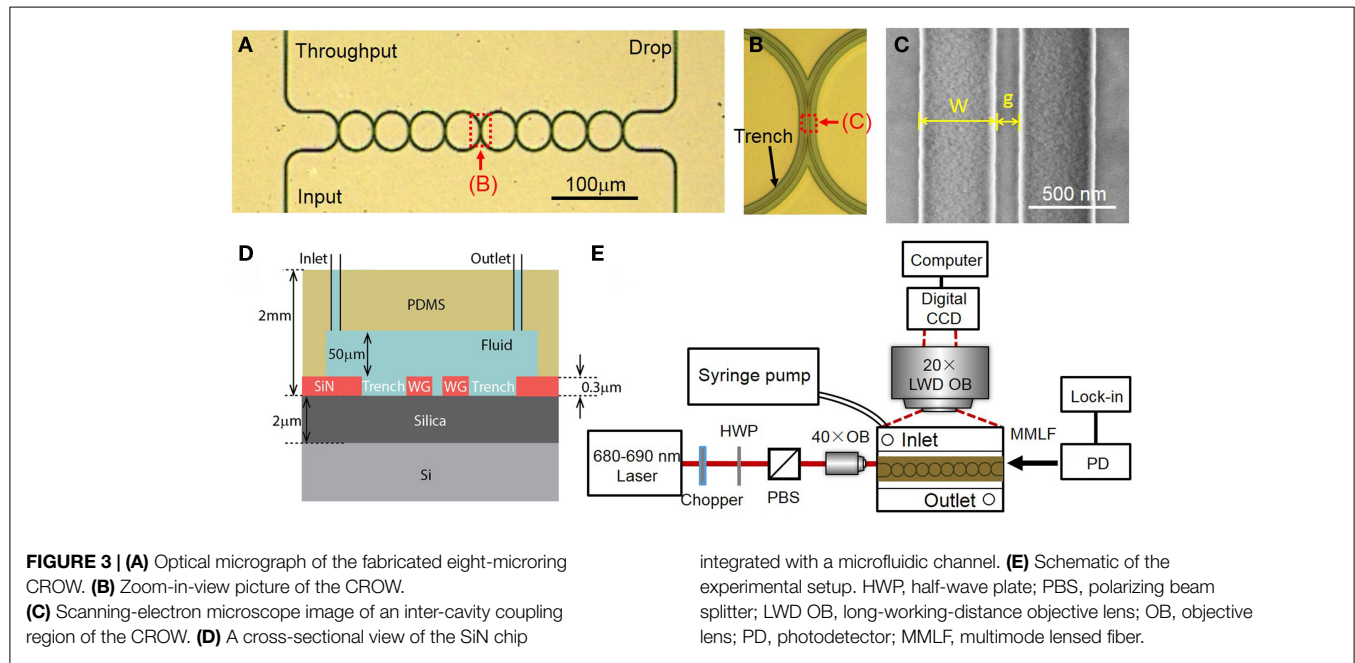 A
Throughput
Drop
(B)
Input
100μm
B
(C)
Trench
C
W
g
500 nm
D
Inlet
Outlet
PDMS
2mm
50μm
Fluid
SiN
Trench
WG
WG
Trench
0.3μm
2μm
Silica
Si
E
Computer
Digital
CCD
20×
LWD OB
Syringe pump
Lock-in
HWP
40×OB
Inlet
MMLF
680-690 nm
Laser
PD
Chopper
PBS
Outlet
FIGURE 3 | (A) Optical micrograph of the fabricated eight-microring
CROW. (B) Zoom-in-view picture of the CROW.
(C) Scanning-electron microscope image of an inter-cavity coupling
region of the CROW. (D) A cross-sectional view of the SiN chip
integrated with a microfluidic channel. (E) Schematic of the
experimental setup. HWP, half-wave plate; PBS, polarizing beam
splitter; LWD OB, long-working-distance objective lens; OB, objective
lens; PD, photodetector; MMLF, multimode lensed fiber.